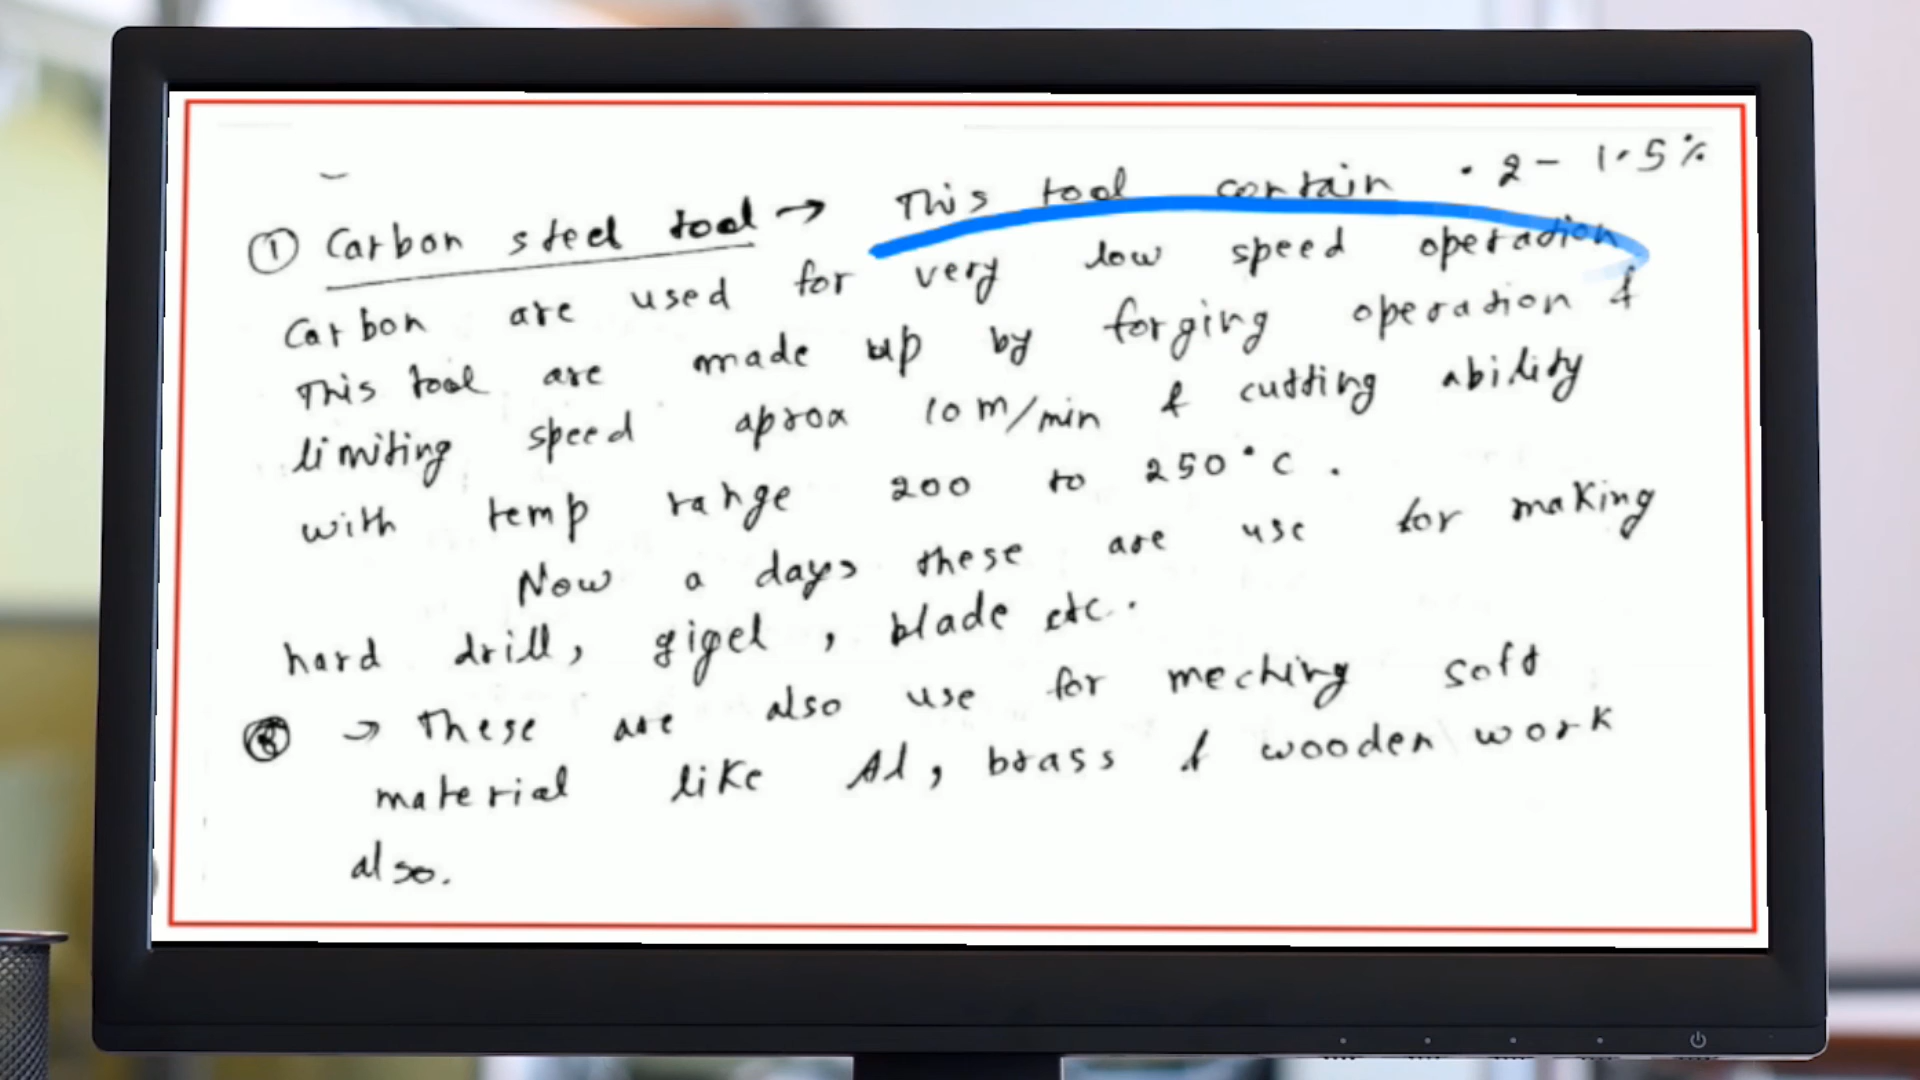 ① Carbon steel tool → This tool contain .2 - 1.5%
Carbon are used for very low speed operation
This tool are made up by forging operation &
limiting speed aprox 10 m/min & cutting ability
with temp range 200 to 250°C .
Now a days these are use for making
hard drill, gigel , blade etc.
→ These are also use for meching soft
material like Al, brass & wooden work
also.